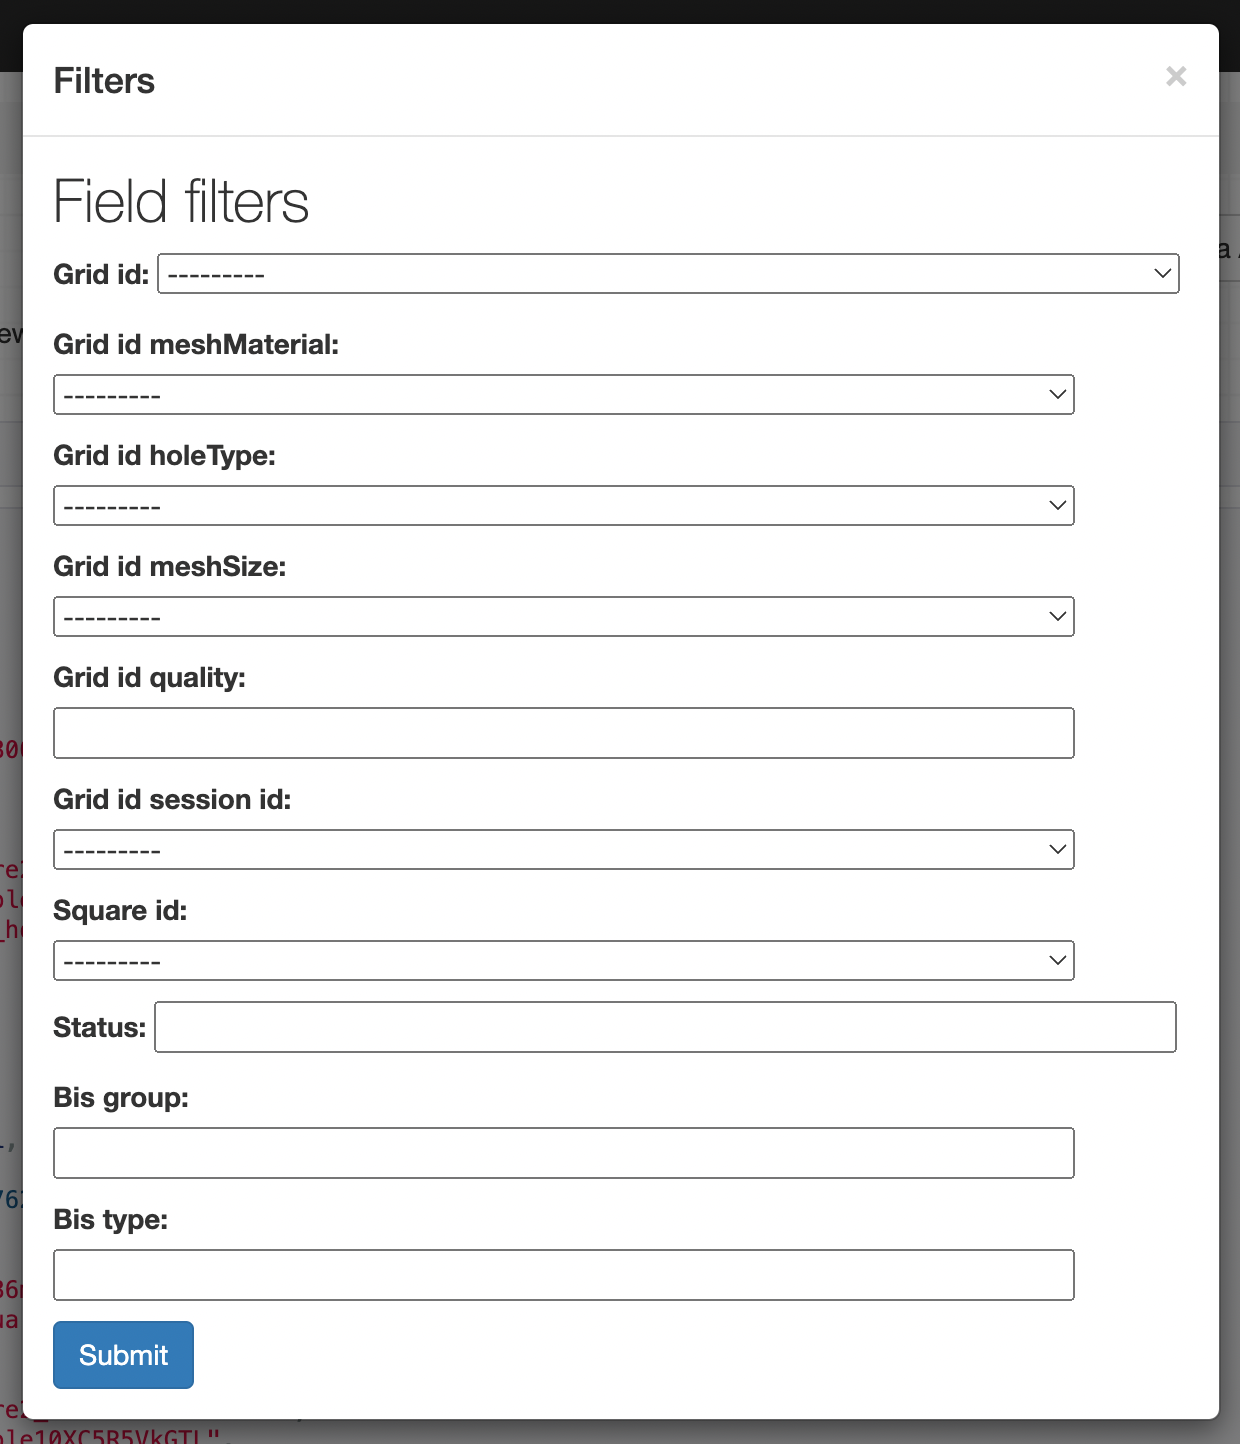 Filters
×
Field filters
Grid id: ---------
Grid id meshMaterial:
---------
Grid id holeType:
---------
Grid id meshSize:
---------
Grid id quality:
Grid id session id:
---------
Square id:
---------
Status:
Bis group:
Bis type:
Submit
le10XC5R5VkGTL",